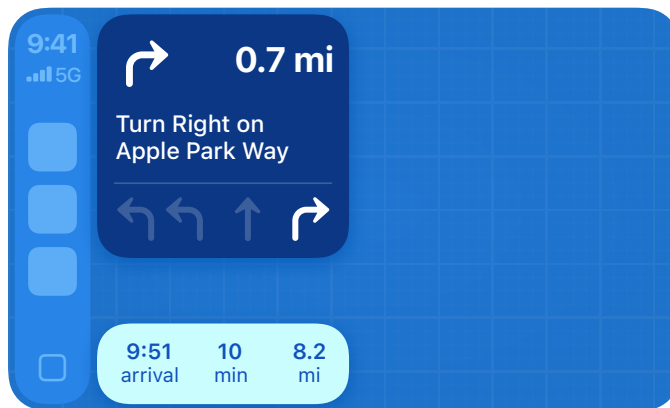 9:41
5G
0.7 mi
Turn Right on
Apple Park Way
9:51 10 8.2
arrival min mi